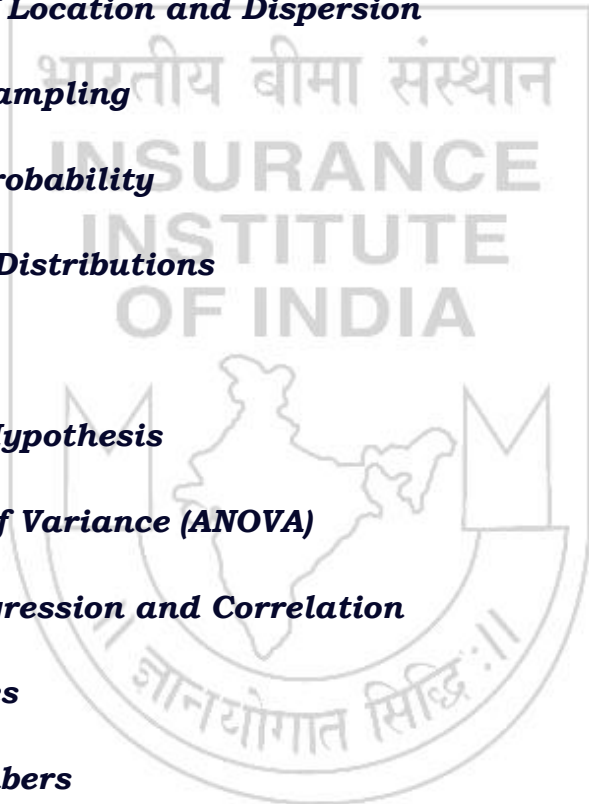 Location and Dispersion
भारतीय बीमा संस्थान
ampling
INSURANCE
robability
INSTITUTE
Distributions
OF INDIA
Hypothesis
f Variance (ANOVA)
gression and Correlation
es
॥ ज्ञानयोगात सिद्धिः ॥
bers